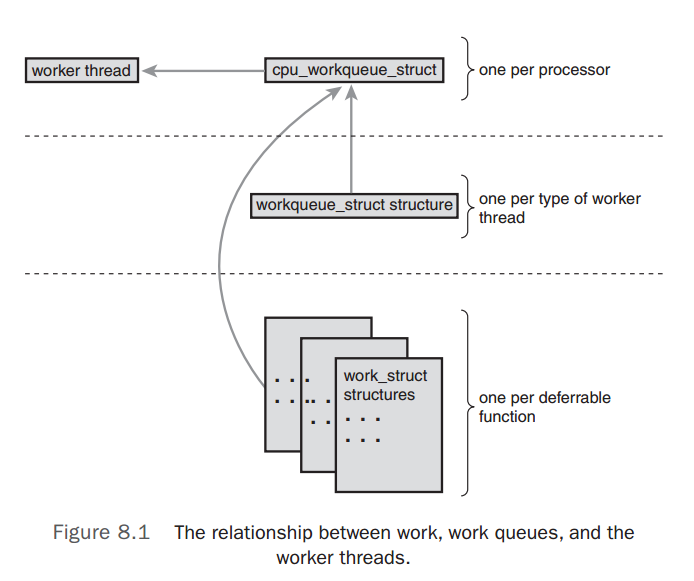 worker thread
cpu_workqueue_struct
one per processor
workqueue_struct structure
one per type of worker
thread
work_struct
structures
. . .
. . .
. . .
. . .
. .
. .
one per deferrable
function
Figure 8.1 The relationship between work, work queues, and the
worker threads.